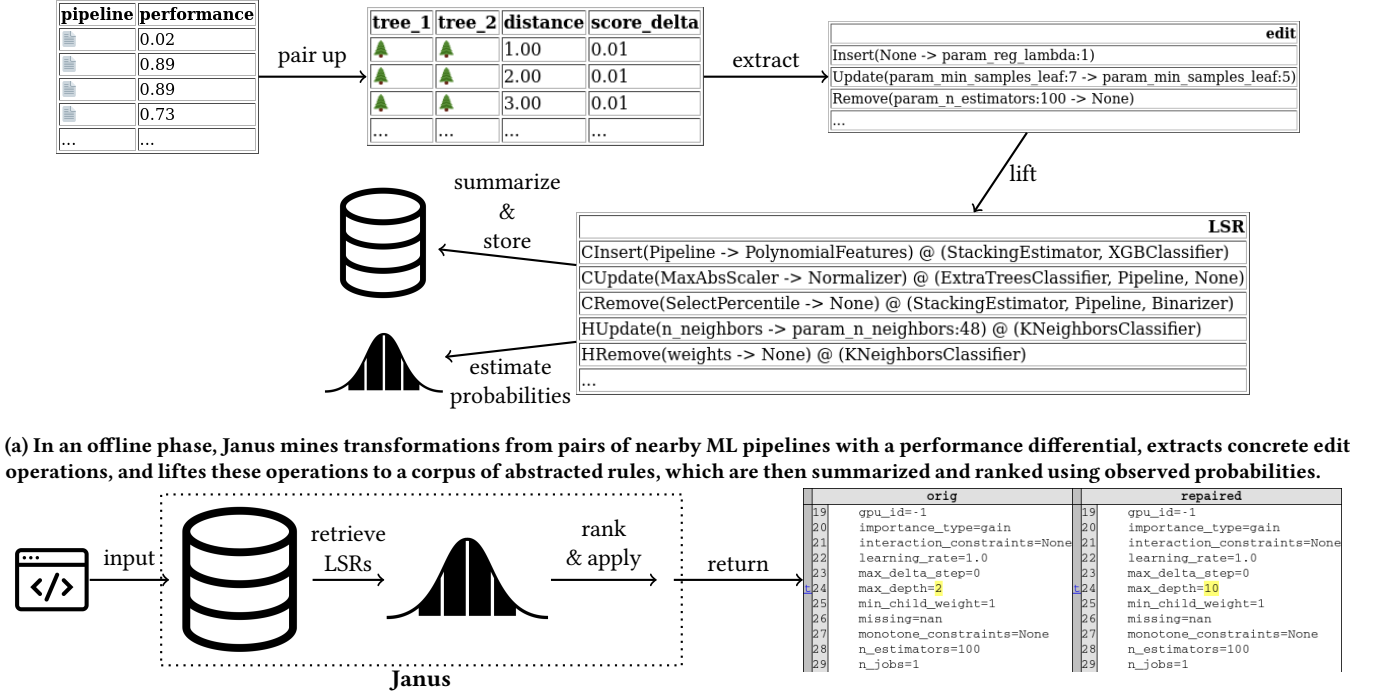 pipeline performance
0.02
0.89
0.89
0.73
... ...
pair up
tree_1 tree_2 distance score_delta
1.00 0.01
2.00 0.01
3.00 0.01
... ... ... ...
extract
edit
Insert(None -> param_reg_lambda:1)
Update(param_min_samples_leaf:7 -> param_min_samples_leaf:5)
Remove(param_n_estimators:100 -> None)
...
lift
summarize
&
store
LSR
CInsert(Pipeline -> PolynomialFeatures) @ (StackingEstimator, XGBClassifier)
CUpdate(MaxAbsScaler -> Normalizer) @ (ExtraTreesClassifier, Pipeline, None)
CRemove(SelectPercentile -> None) @ (StackingEstimator, Pipeline, Binarizer)
HUpdate(n_neighbors -> param_n_neighbors:48) @ (KNeighborsClassifier)
HRemove(weights -> None) @ (KNeighborsClassifier)
...
estimate
probabilities
(a) In an offline phase, Janus mines transformations from pairs of nearby ML pipelines with a performance differential, extracts concrete edit
operations, and liftes these operations to a corpus of abstracted rules, which are then summarized and ranked using observed probabilities.
</>
input
retrieve
LSRs
rank
& apply
Janus
return
orig repaired
19 gpu_id=-1 19 gpu_id=-1
20 importance_type=gain 20 importance_type=gain
21 interaction_constraints=None 21 interaction_constraints=None
22 learning_rate=1.0 22 learning_rate=1.0
23 max_delta_step=0 23 max_delta_step=0
t 24 max_depth=2 t 24 max_depth=10
25 min_child_weight=1 25 min_child_weight=1
26 missing=nan 26 missing=nan
27 monotone_constraints=None 27 monotone_constraints=None
28 n_estimators=100 28 n_estimators=100
29 n_jobs=1 29 n_jobs=1